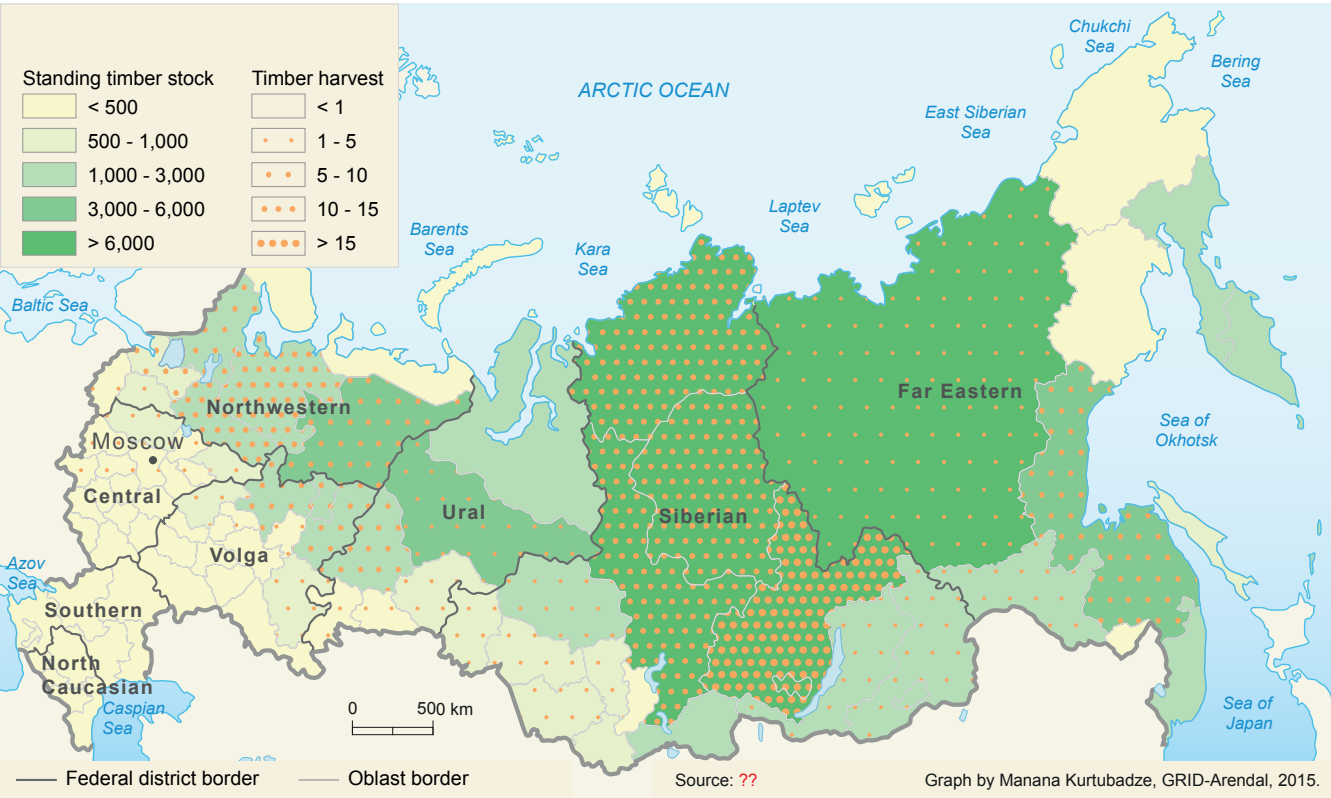 Standing timber stock
< 500
500 - 1,000
1,000 - 3,000
3,000 - 6,000
> 6,000
Timber harvest
< 1
1 - 5
5 - 10
10 - 15
> 15
ARCTIC OCEAN
Chukchi
Sea
Bering
Sea
East Siberian
Sea
Laptev
Sea
Barents
Sea
Kara
Sea
Baltic Sea
Northwestern
Far Eastern
Moscow
Sea of
Okhotsk
Central
Ural
Siberian
Volga
Azov
Sea
Southern
North
Caucasian
Caspian
Sea
0 500 km
Sea of
Japan
Federal district border
Oblast border
Source: ??
Graph by Manana Kurtubadze, GRID-Arendal, 2015.